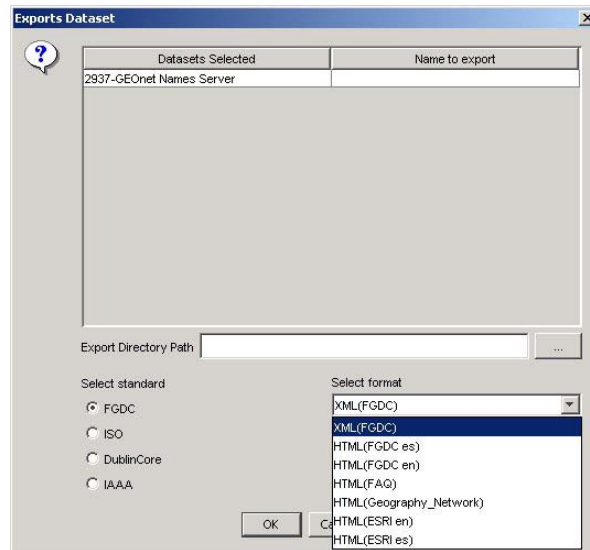 Exports Dataset
Datasets Selected Name to export
2937-GEOnet Names Server
Export Directory Path ...
Select standard Select format
FGDC XML(FGDC)
XML(FGDC)
ISO HTML(FGDC es)
HTML(FGDC en)
DublinCore HTML(FAQ)
IAAA HTML(Geography_Network)
OK HTML(ESRI en)
HTML(ESRI es)